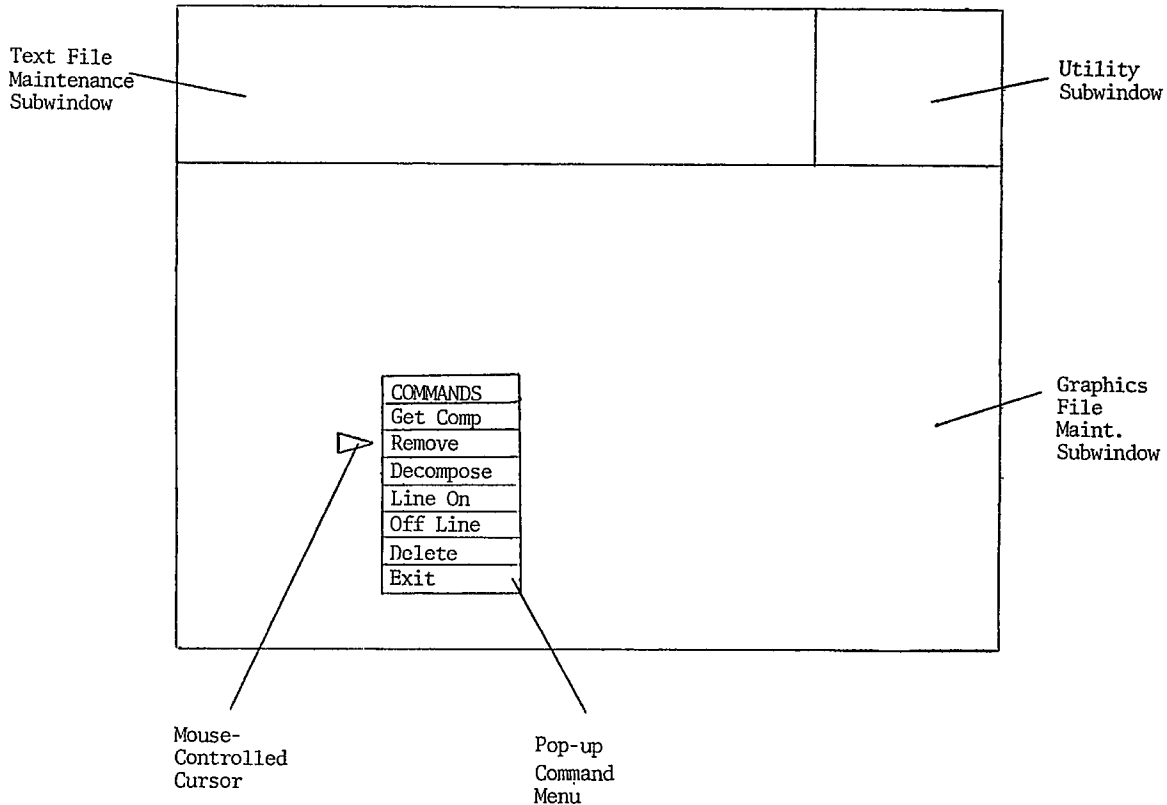 Text File
Maintenance
Subwindow
Utility
Subwindow
COMMANDS
Get Comp
Remove
Decompose
Line On
Off Line
Delete
Exit
Graphics
File
Maint.
Subwindow
Mouse-
Controlled
Cursor
Pop-up
Command
Menu